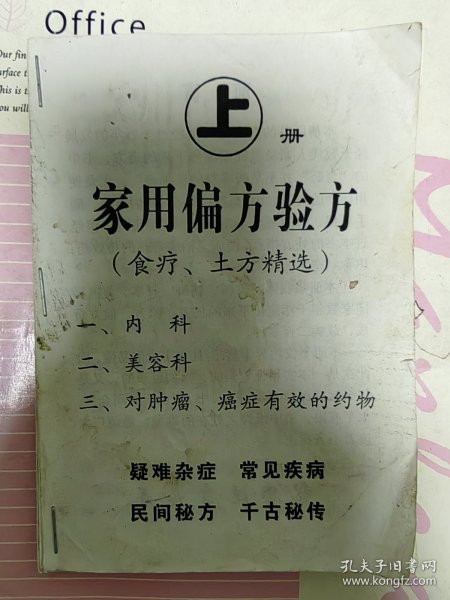 Office
上 册
家用偏方验方
（食疗、土方精选）
一、内 科
二、美容科
三、对肿瘤、癌症有效的约物
疑难杂症 常见疾病
民间秘方 千古秘传
孔夫子旧书网
www.kongfz.com